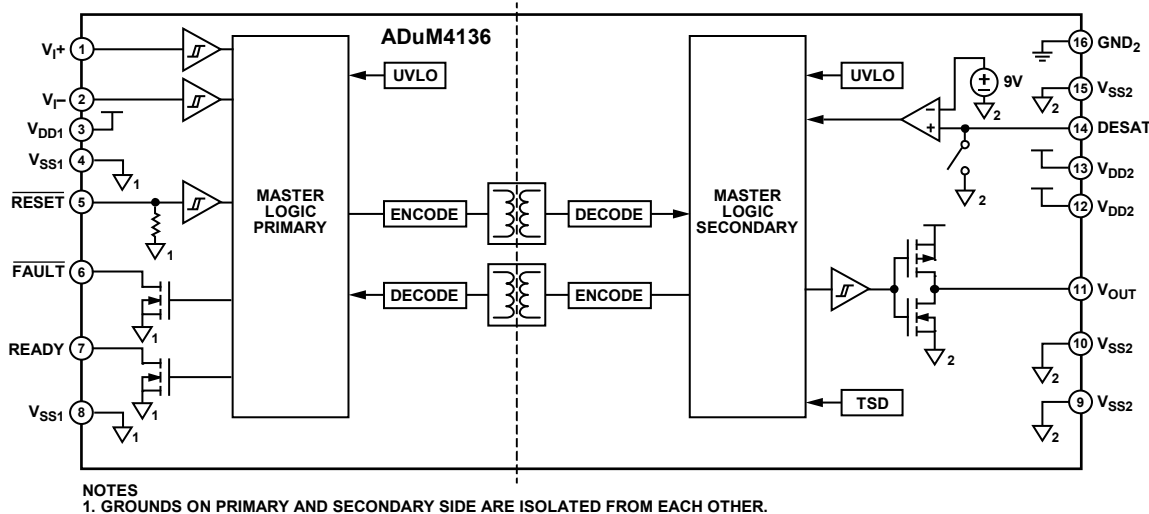 ADuM4136
VI+ 1
VI– 2
VDD1 3
VSS1 4
1
RESET 5
1
FAULT 6
1
READY 7
1
VSS1 8
1
MASTER
LOGIC
PRIMARY
UVLO
ENCODE
DECODE
DECODE
ENCODE
MASTER
LOGIC
SECONDARY
UVLO
TSD
+
–
9V
2
–
+
2
2
16 GND2
15 VSS2
2
14 DESAT
13 VDD2
12 VDD2
11 VOUT
10 VSS2
2
9 VSS2
2
NOTES
1. GROUNDS ON PRIMARY AND SECONDARY SIDE ARE ISOLATED FROM EACH OTHER.